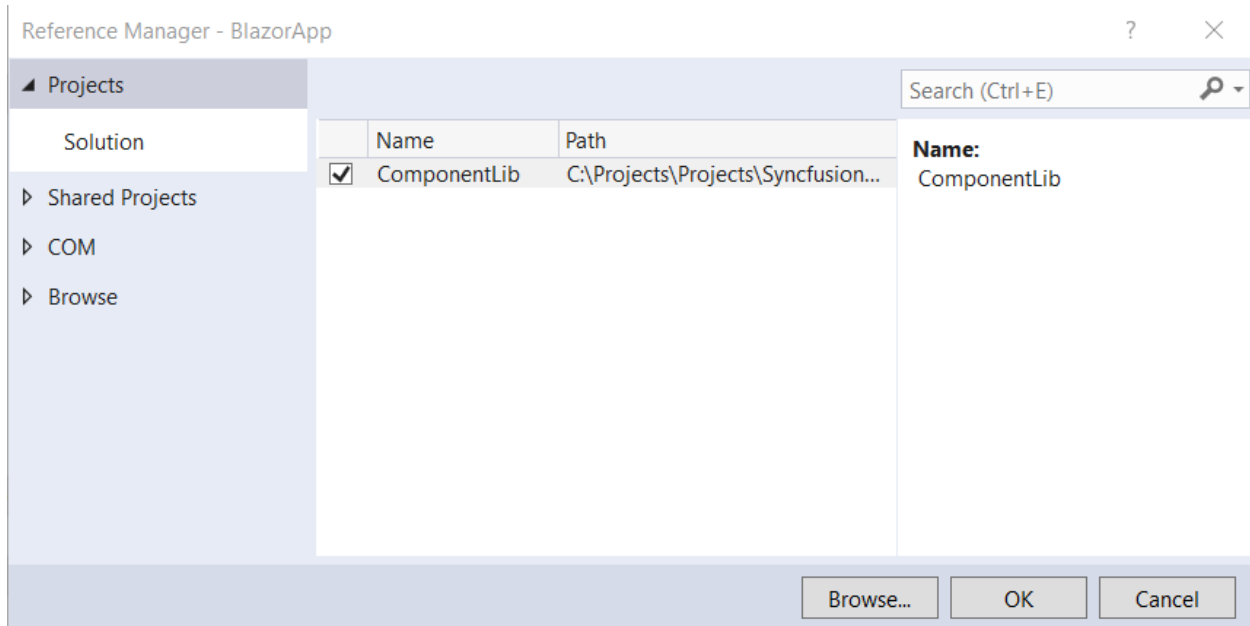 Reference Manager - BlazorApp
?
Projects
Search (Ctrl+E)
Solution
Name Path
Name:
ComponentLib C:\Projects\Projects\Syncfusion...
ComponentLib
Shared Projects
COM
Browse
Browse... OK Cancel